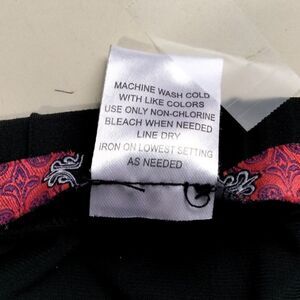 MACHINE WASH COLD
WITH LIKE COLORS
USE ONLY NON-CHLORINE
BLEACH WHEN NEEDED
LINE DRY
IRON ON LOWEST SETTING
AS NEEDED